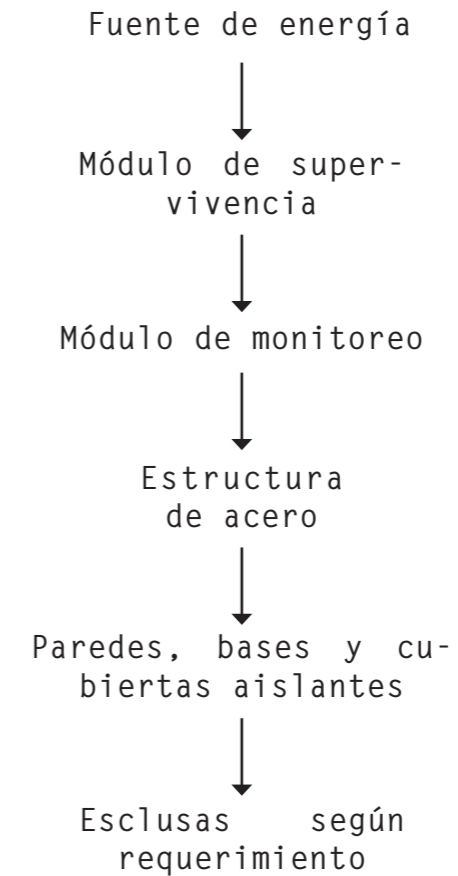 Fuente de energía
Módulo de super-
vivencia
Módulo de monitoreo
Estructura
de acero
Paredes, bases y cu-
biertas aislantes
Esclusas según
requerimiento